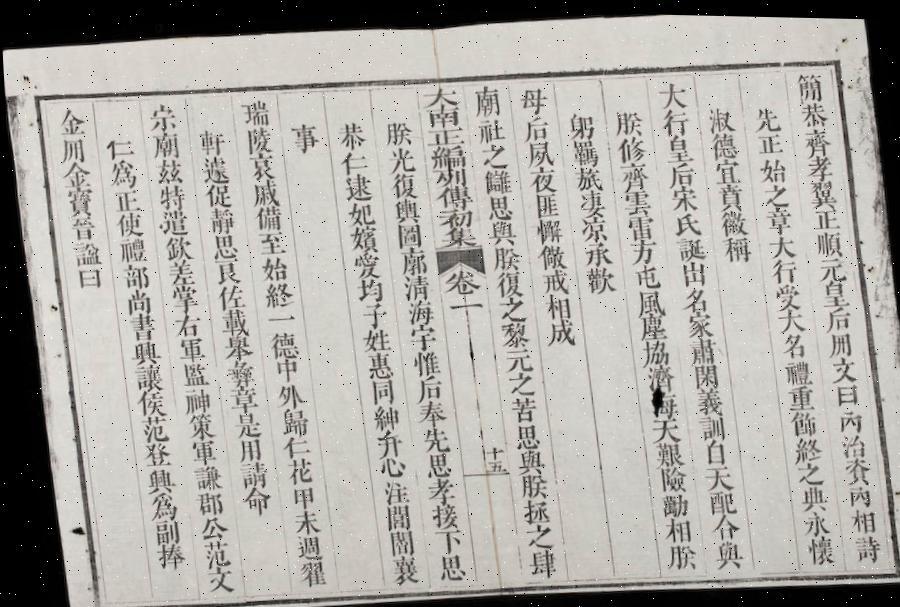 簡恭齊孝翼正順元皇后冊文曰內治資內相詩
先正始之章大行受大名禮重飾終之典永懷
淑德宜賁徽稱
大行皇后宋氏誕出名家肅閑義訓自天配合與
朕修齊雲雷方屯風塵協濟海天艱險勤相朕
躬羈旅凄凉承歡
母后夙夜匪懈儆戒相成
廟社之讎思與朕復之黎元之苦思與朕拯之肆
大南正編列傳初集 卷一 十五
朕光復輿圖廓清海宇惟后奉先思孝接下思
恭仁逮妃嬪愛均子姓惠同紳弁心注閭閻襄
事
瑞陵哀戚備至始終一德中外歸仁花甲未週翟
軒遽促靜思良佐載舉彝章是用請命
宗廟茲特遣欽差掌右軍監神策軍謙郡公范文
仁為正使禮部尚書興讓侯范登興為副捧
金冊金寶晉謚曰